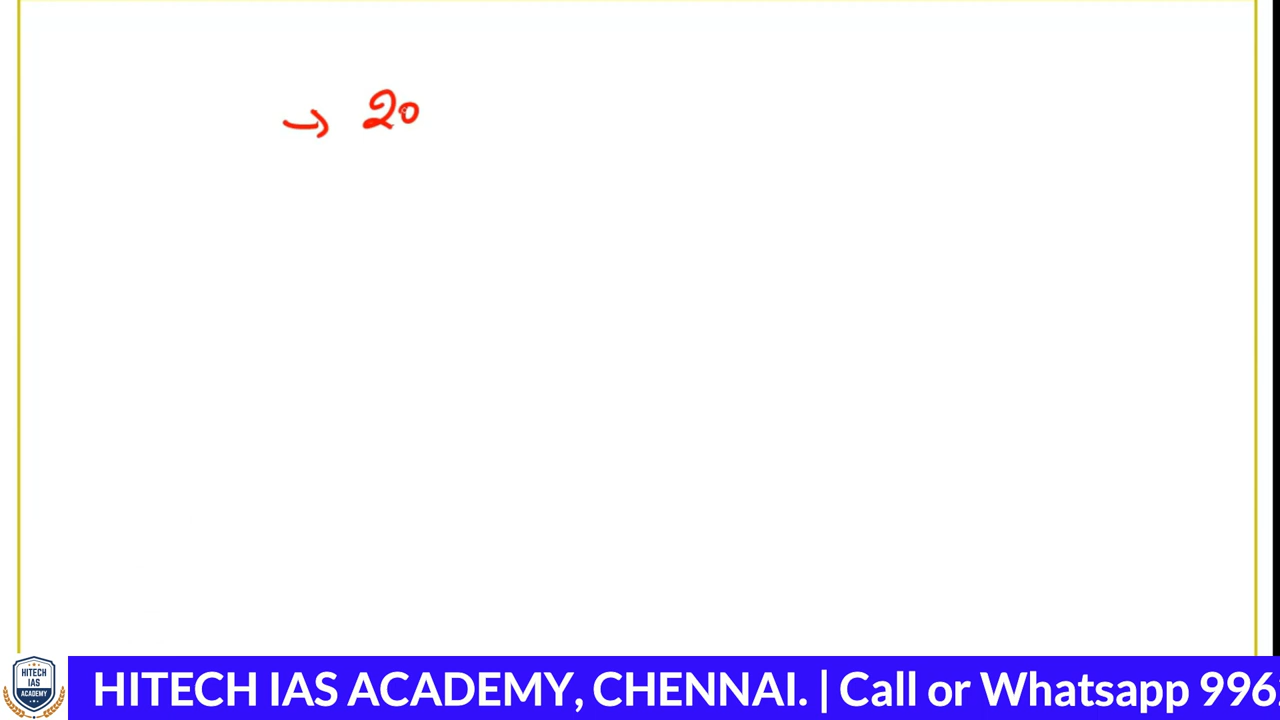 → 20
HITECH
IAS
ACADEMY
HITECH IAS ACADEMY, CHENNAI. | Call or Whatsapp 996